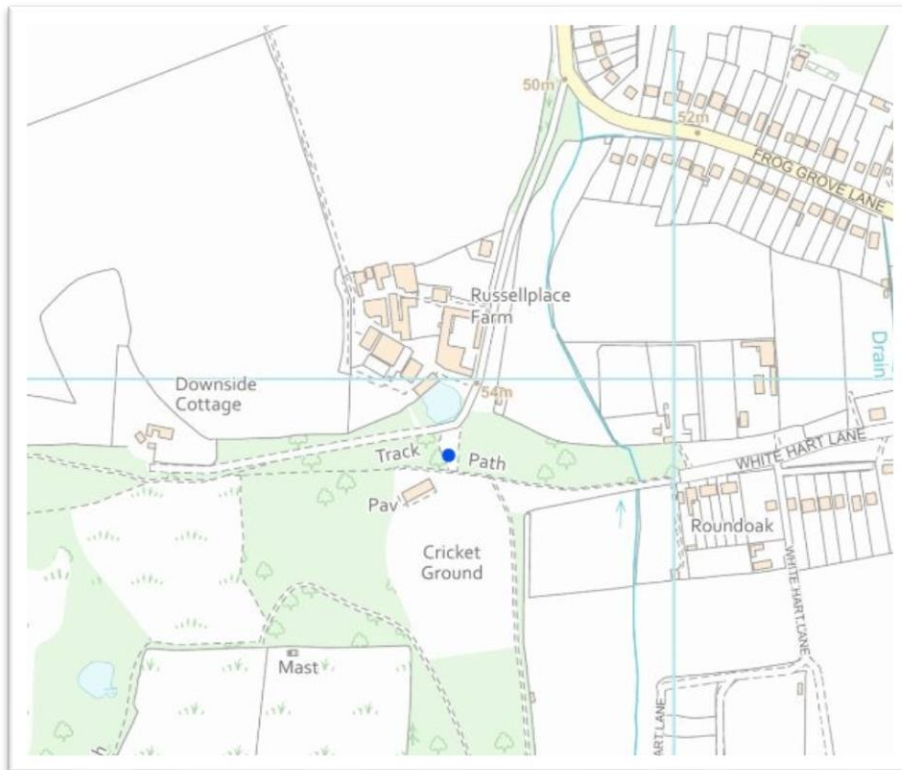 50m
52m
FROG GROVE LANE
Russellplace
Farm
Drain
Downside
Cottage
54m
Track
Path
WHITE HART LANE
Pav
Roundoak
Cricket
Ground
WHITE HART LANE
Mast
ART LANE
h